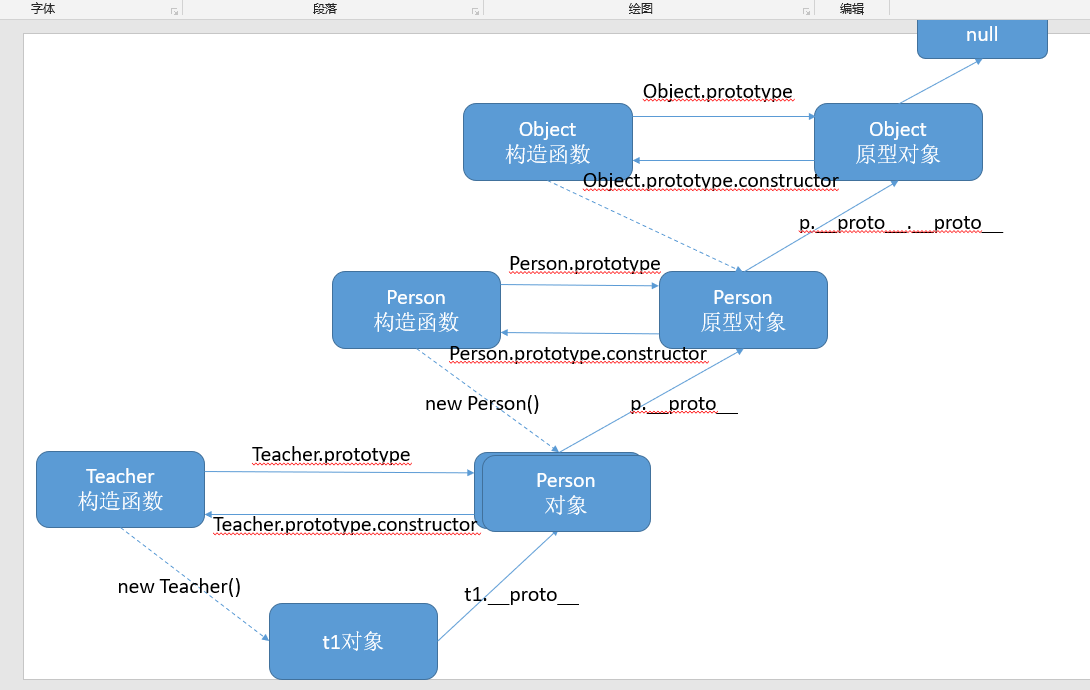 字体
段落
绘图
编辑
null
Object.prototype
Object
构造函数
Object
原型对象
Object.prototype.constructor
p.__proto__.__proto__
Person.prototype
Person
构造函数
Person
原型对象
Person.prototype.constructor
new Person()
p.__proto__
Teacher.prototype
Teacher
构造函数
Person
对象
Teacher.prototype.constructor
new Teacher()
t1.__proto__
t1对象